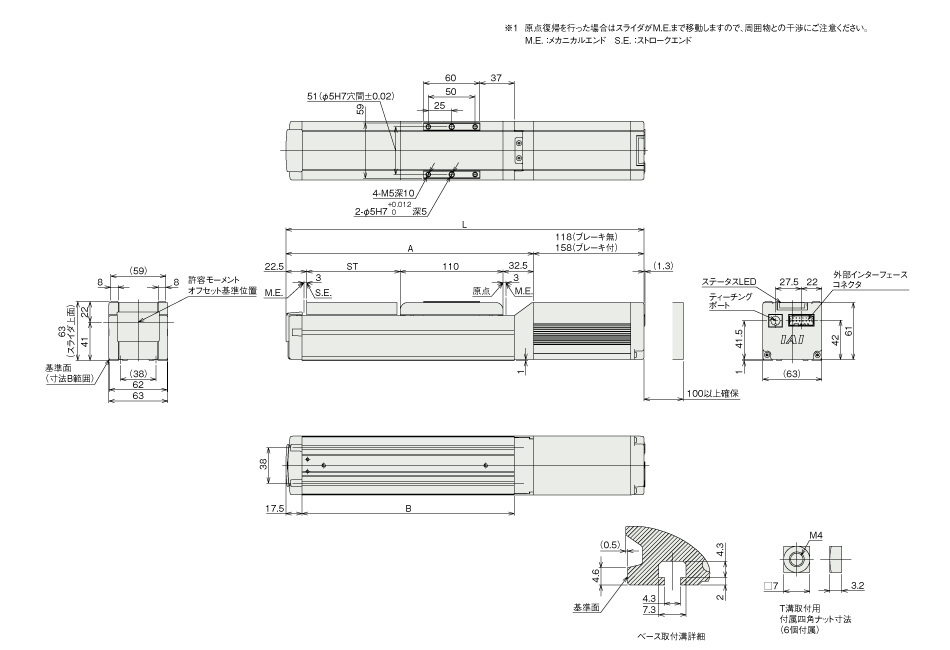 ※1 原点復帰を行った場合はスライダがM.E.まで移動しますので、周囲物との干渉にご注意ください。
M.E.：メカニカルエンド　S.E.：ストロークエンド
60
37
50
25
51（φ5H7穴間±0.02）
59
4-M5深10
2-φ5H7 +0.012 0 深5
L
118（ブレーキ無）
158（ブレーキ付）
A
22.5
ST
110
32.5
(1.3)
3
M.E.
S.E.
原点
3
M.E.
1
100以上確保
(59)
8
8
許容モーメント
オフセット基準位置
22
63
（スライダ上面）
41
基準面
（寸法B範囲）
(38)
62
63
ステータスLED
27.5
22
外部インターフェース
コネクタ
ティーチング
ポート
41.5
1
IAI
42
61
(63)
38
17.5
B
(0.5)
4.3
4.6
基準面
4.3
7.3
2
ベース取付溝詳細
M4
□7
3.2
T溝取付用
付属四角ナット寸法
（6個付属）